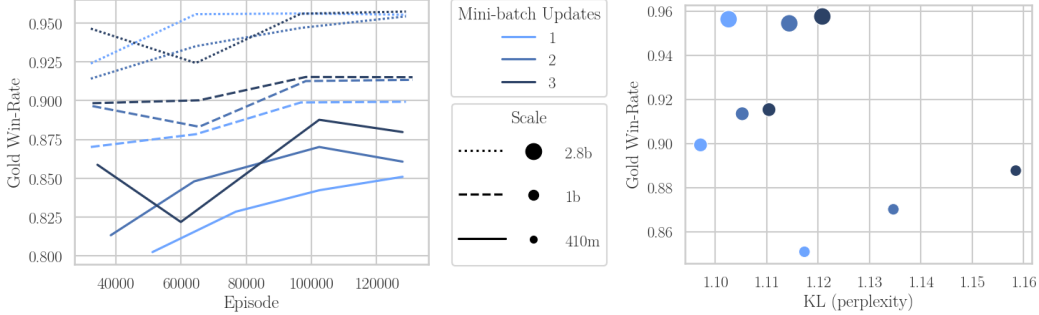 0.950
0.925
0.900
0.875
0.850
0.825
0.800
Gold Win-Rate
40000 60000 80000 100000 120000
Episode
Mini-batch Updates
1
2
3
Scale
2.8b
1b
410m
0.96
0.94
0.92
0.90
0.88
0.86
Gold Win-Rate
1.10 1.11 1.12 1.13 1.14 1.15 1.16
KL (perplexity)